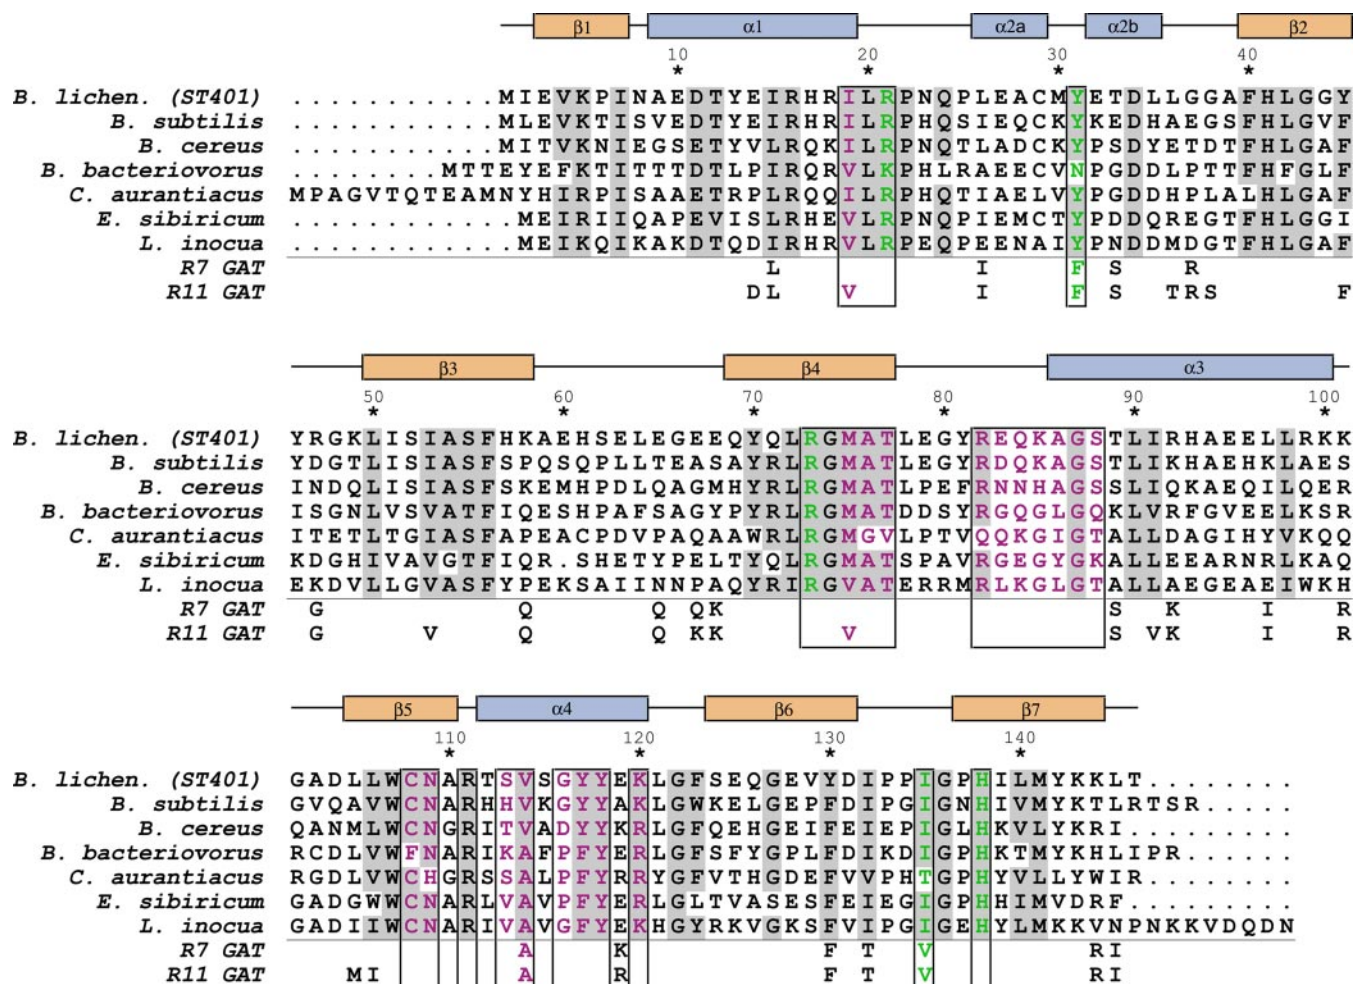 β1 α1 α2a α2b β2
10 20 30 40
* * * *
B. lichen. (ST401) ...........MIEVKPINAEDTYEIRHRILRPNQPLEACMYETDLLGGAFHLGGY
B. subtilis ...........MLEVKTISVEDTYEIRHRILRPHQSIEQCKYKEDHAEGSFHLGVF
B. cereus ...........MITVKNIEGSETYVLRQKILRPNQTLADCKYPSDYETDTFHLGAF
B. bacteriovorus ........MTTEYEFKTITTTDTLPIRQRVLKPHLRAEECVNPGDDLPTTFHFGLF
C. aurantiacus MPAGVTQTEAMNYHIRPISAAETRPLRQQILRPHQTIAELVYPGDDHPLALHLGAF
E. sibiricum ............MEIRIIQAPEVISLRHEVLRPNQPIEMCTYPDDQREGTFHLGGI
L. inocua ............MEIKQIKAKDTQDIRHRVLRPEQPEENAIYPNDDMDGTFHLGAF
R7 GAT L I F S R
R11 GAT DL V I F S TRS F
β3 β4 α3
50 60 70 80 90 100
* * * * * *
B. lichen. (ST401) YRGKLISIASFHKAEHSELEGEEQYQLRGMATLEGYREQKAGSTLIRHAEELLRKK
B. subtilis YDGTLISIASFSPQSQPLLTEASAYRLRGMATLEGYRDQKAGSTLIKHAEHKLAES
B. cereus INDQLISIASFSKEMHPDLQAGMHYRLRGMATLPEFRNNHAGSSLIQKAEQILQER
B. bacteriovorus ISGNLVSVATFIQESHPAFSAGYPYRLRGMATDDSYRGQGLGQKLVRFGVEELKSR
C. aurantiacus ITETLTGIASFAPEACPDVPAQAAWRLRGMGVLPTVQQKGIGTALLDAGIHYVKQQ
E. sibiricum KDGHIVAVGTFIQR.SHETYPELTYQLRGMATSPAVRGEGYGKALLEEARNRLKAQ
L. inocua EKDVLLGVASFYPEKSAIINNPAQYRIRGVATERRMRLKGLGTALLAEGEAEIWKH
R7 GAT G Q Q QK S K I R
R11 GAT G V Q Q KK V S VK I R
β5 α4 β6 β7
110 120 130 140
* * * *
B. lichen. (ST401) GADLLWCNARTSVSGYYEKLGFSEQGEVYDIPPIGPHILMYKKLT.........
B. subtilis GVQAVWCNARHHVKGYYAKLGWKELGEPFDIPGIGNHIVMYKTLRTSR......
B. cereus QANMLWCNGRITVADYYKRLGFQEHGEIFEIEPIGLHKVLYKRI..........
B. bacteriovorus RCDLVWFNARIKAFPFYERLGFSFYGPLFDIKDIGPHKTMYKHLIPR.......
C. aurantiacus RGDLVWCHGRSSALPFYRRYGFVTHGDEFVVPHTGPHYVLLYWIR.........
E. sibiricum GADGWWCNARLVAVPFYERLGLTVASESFEIEGIGPHHIMVDRF..........
L. inocua GADIIWCNARIVAVGFYEKHGYRKVGKSFVIPGIGEHYLMKKVNPNKKVDQDN
R7 GAT A K F T V RI
R11 GAT MI A R F T V RI